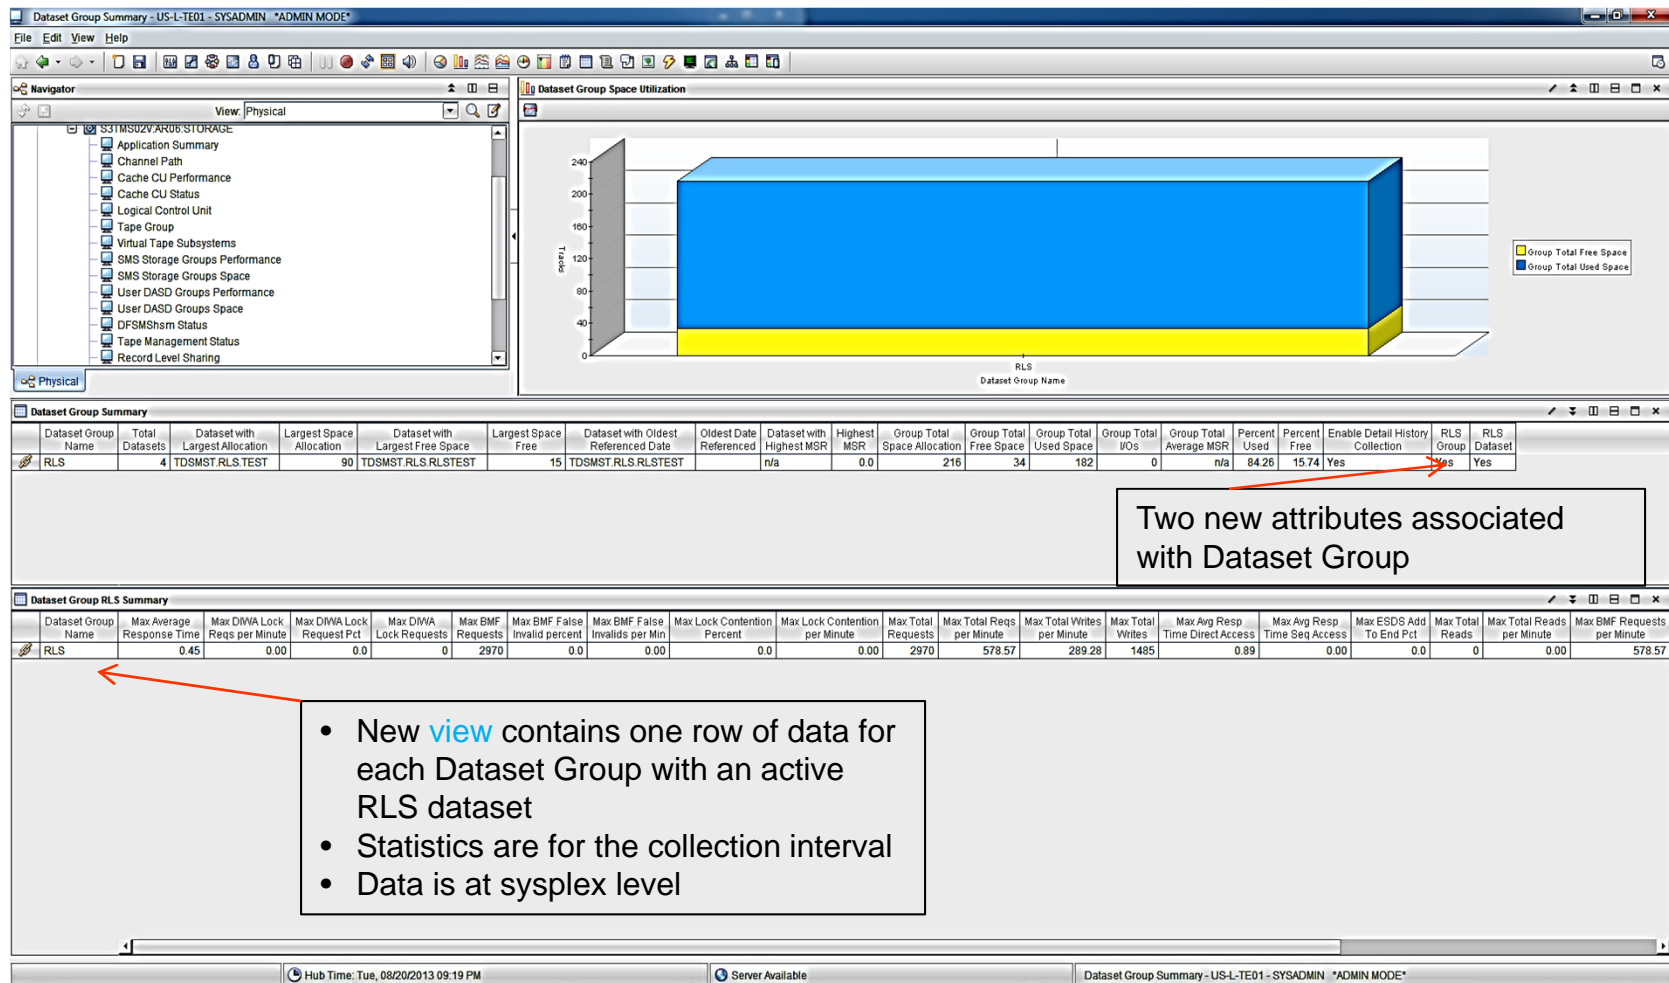 Dataset Group Summary - US-L-TE01 - SYSADMIN *ADMIN MODE*
File Edit View Help
Navigator
View: Physical
S3TMS02V:AR06:STORAGE
Application Summary
Channel Path
Cache CU Performance
Cache CU Status
Logical Control Unit
Tape Group
Virtual Tape Subsystems
SMS Storage Groups Performance
SMS Storage Groups Space
User DASD Groups Performance
User DASD Groups Space
DFSMShsm Status
Tape Management Status
Record Level Sharing
Physical
Dataset Group Space Utilization
240
200
160
120
80
40
0
Tracks
RLS
Dataset Group Name
Group Total Free Space
Group Total Used Space
Dataset Group Summary
Dataset Group Name Total Datasets Dataset with Largest Allocation Largest Space Allocation Dataset with Largest Free Space Largest Space Free Dataset with Oldest Referenced Date Oldest Date Referenced Dataset with Highest MSR Highest MSR Group Total Space Allocation Group Total Free Space Group Total Used Space Group Total I/Os Group Total Average MSR Percent Used Percent Free Enable Detail History Collection RLS Group RLS Dataset
RLS 4 TDSMST.RLS.TEST 90 TDSMST.RLS.RLSTEST 15 TDSMST.RLS.RLSTEST n/a 0.0 216 34 182 0 n/a 84.26 15.74 Yes Yes Yes
Two new attributes associated
with Dataset Group
Dataset Group RLS Summary
Dataset Group Name Max Average Response Time Max DIWA Lock Reqs per Minute Max DIWA Lock Request Pct Max DIWA Lock Requests Max BMF Requests Max BMF False Invalid percent Max BMF False Invalids per Min Max Lock Contention Percent Max Lock Contention per Minute Max Total Requests Max Total Reqs per Minute Max Total Writes per Minute Max Total Writes Max Avg Resp Time Direct Access Max Avg Resp Time Seq Access Max ESDS Add To End Pct Max Total Reads Max Total Reads per Minute Max BMF Requests per Minute
RLS 0.45 0.00 0.0 0 2970 0.0 0.00 0.0 0.00 2970 578.57 289.28 1485 0.89 0.00 0.0 0 0.00 578.57
• New view contains one row of data for
each Dataset Group with an active
RLS dataset
• Statistics are for the collection interval
• Data is at sysplex level
Hub Time: Tue, 08/20/2013 09:19 PM
Server Available
Dataset Group Summary - US-L-TE01 - SYSADMIN *ADMIN MODE*